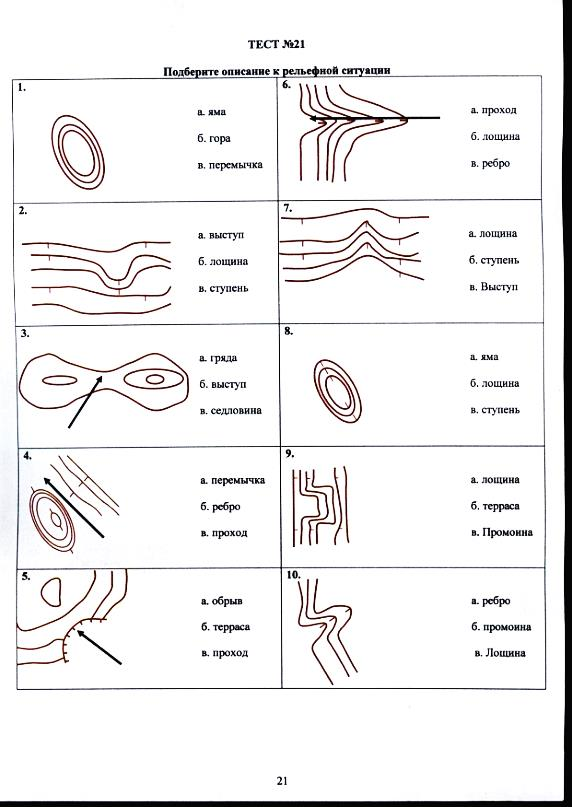 ТЕСТ №21
Подберите описание к рельефной ситуации
1.
а. яма
б. гора
в. перемычка
6.
а. проход
б. лощина
в. ребро
2.
а. выступ
б. лощина
в. ступень
7.
а. лощина
б. ступень
в. Выступ
3.
а. гряда
б. выступ
в. седловина
8.
а. яма
б. лощина
в. ступень
4.
а. перемычка
б. ребро
в. проход
9.
а. лощина
б. терраса
в. Промоина
5.
а. обрыв
б. терраса
в. проход
10.
а. ребро
б. промоина
в. Лощина
21